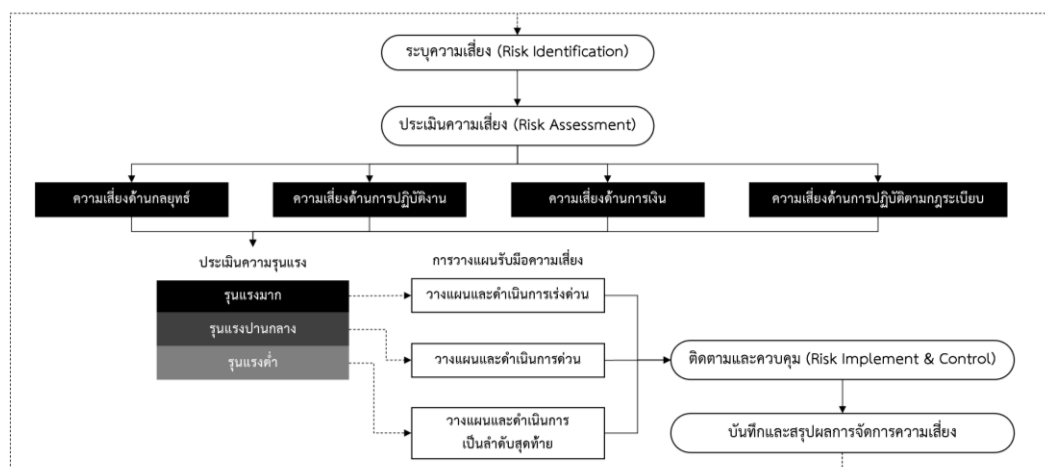 ระบุความเสี่ยง (Risk Identification)
ประเมินความเสี่ยง (Risk Assessment)
ความเสี่ยงด้านกลยุทธ์
ความเสี่ยงด้านการปฏิบัติงาน
ความเสี่ยงด้านการเงิน
ความเสี่ยงด้านการปฏิบัติตามกฎระเบียบ
ประเมินความรุนแรง
การวางแผนรับมือความเสี่ยง
รุนแรงมาก
วางแผนและดำเนินการเร่งด่วน
รุนแรงปานกลาง
วางแผนและดำเนินการด่วน
รุนแรงต่ำ
วางแผนและดำเนินการ
เป็นลำดับสุดท้าย
ติดตามและควบคุม (Risk Implement & Control)
บันทึกและสรุปผลการจัดการความเสี่ยง